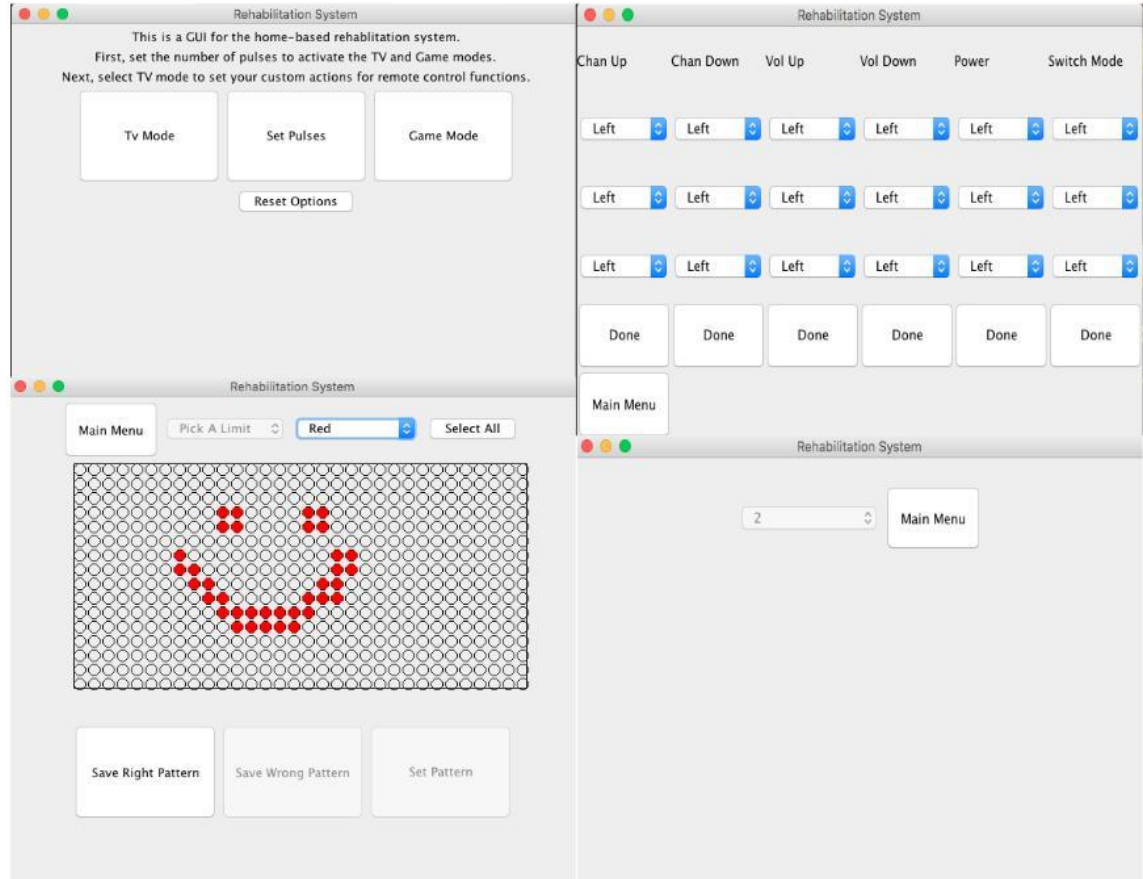 Rehabilitation System
This is a GUI for the home-based rehablitation system.
First, set the number of pulses to activate the TV and Game modes.
Next, select TV mode to set your custom actions for remote control functions.
Tv Mode Set Pulses Game Mode
Reset Options
Rehabilitation System
Chan Up Chan Down Vol Up Vol Down Power Switch Mode
Left Left Left Left Left Left
Left Left Left Left Left Left
Left Left Left Left Left Left
Done Done Done Done Done Done
Main Menu
Rehabilitation System
Main Menu Pick A Limit Red Select All
Save Right Pattern Save Wrong Pattern Set Pattern
Rehabilitation System
2 Main Menu